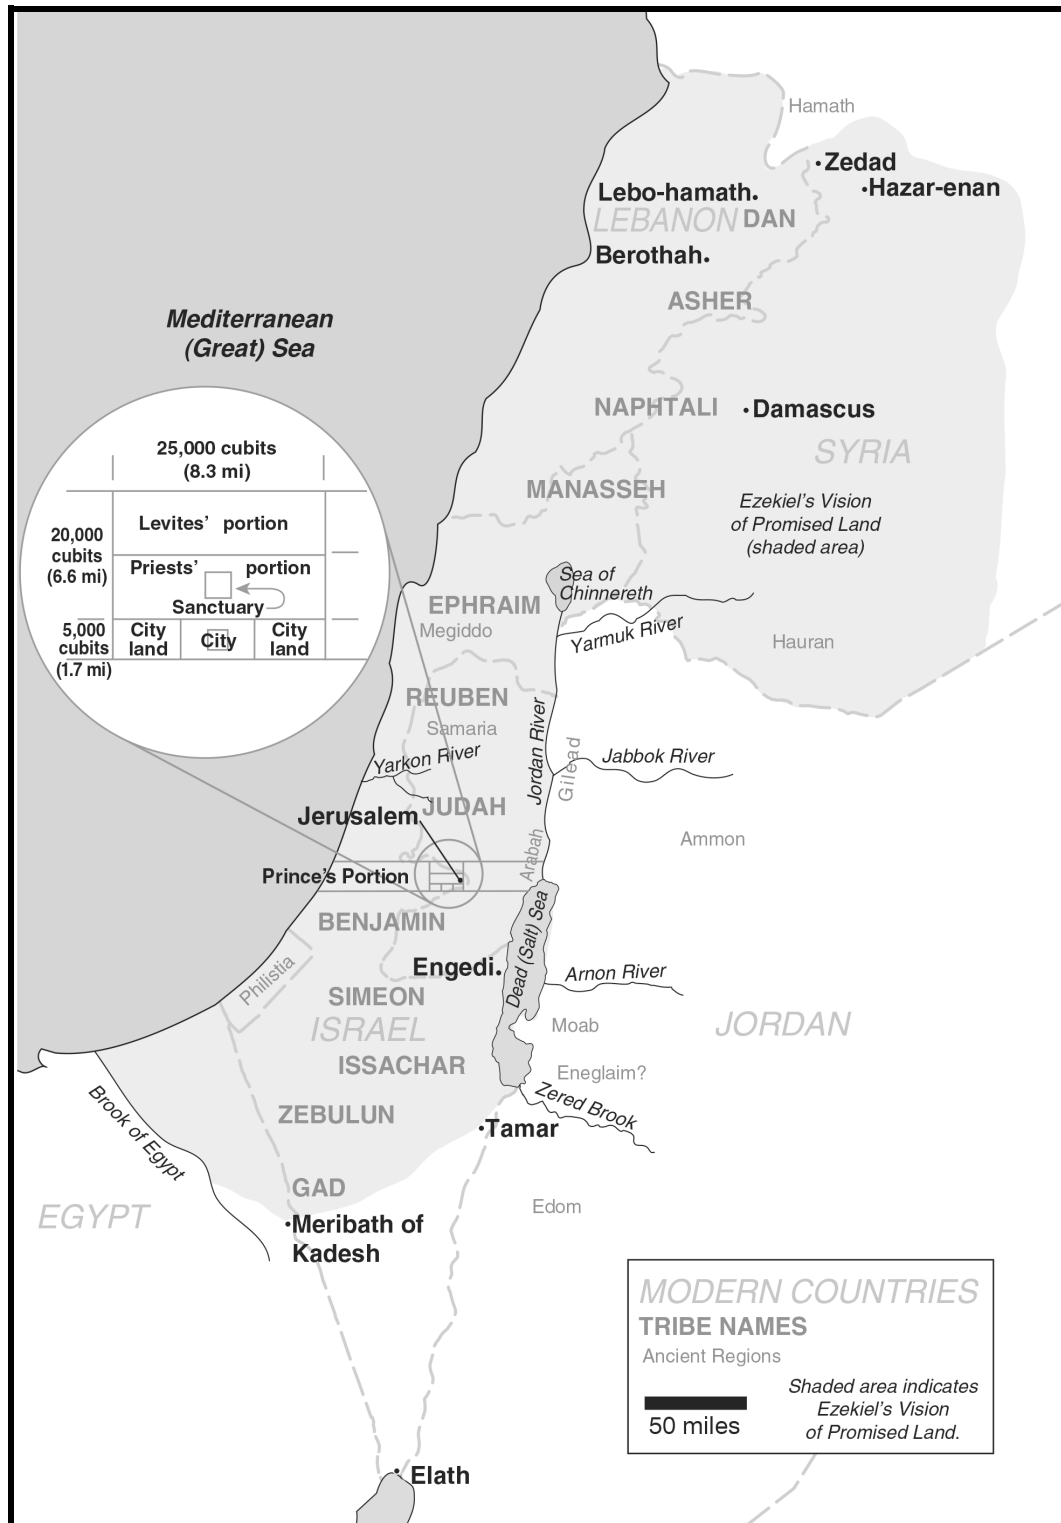 Hamath
Zedad
Hazar-enan
Lebo-hamath
LEBANON
DAN
Berothah
ASHER
Mediterranean
(Great) Sea
NAPHTALI
Damascus
SYRIA
25,000 cubits
(8.3 mi)
MANASSEH
Ezekiel's Vision
of Promised Land
(shaded area)
Levites' portion
20,000
cubits
(6.6 mi)
Priests' portion
Sanctuary
5,000
cubits
(1.7 mi)
City
land
City
City
land
Sea of
Chinnereth
EPHRAIM
Megiddo
Yarmuk River
Hauran
REUBEN
Samaria
Jordan River
Yarkon River
Gilead
Jabbok River
JUDAH
Jerusalem
Arabah
Ammon
Prince's Portion
BENJAMIN
Dead (Salt) Sea
Engedi
Arnon River
Philistia
SIMEON
ISRAEL
Moab
JORDAN
ISSACHAR
Eneglaim?
Brook of Egypt
ZEBULUN
Zered Brook
Tamar
GAD
EGYPT
Edom
Meribath of
Kadesh
MODERN COUNTRIES
TRIBE NAMES
Ancient Regions
50 miles
Shaded area indicates
Ezekiel's Vision
of Promised Land.
Elath